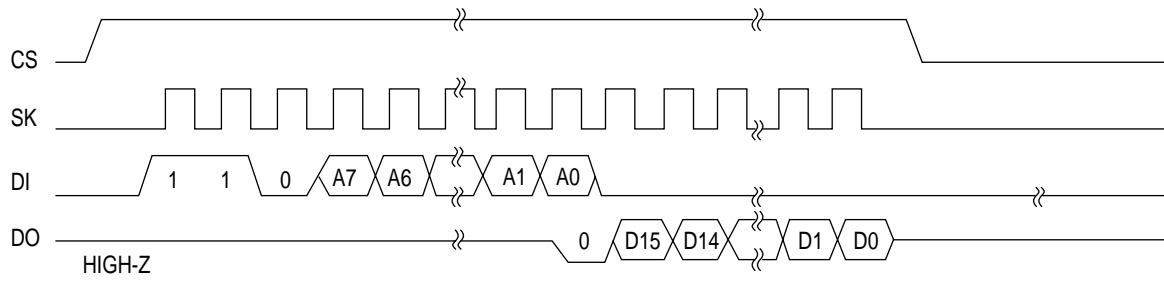 CS
SK
DI 1 1 0 A7 A6 A1 A0
DO 0 D15 D14 D1 D0
HIGH-Z